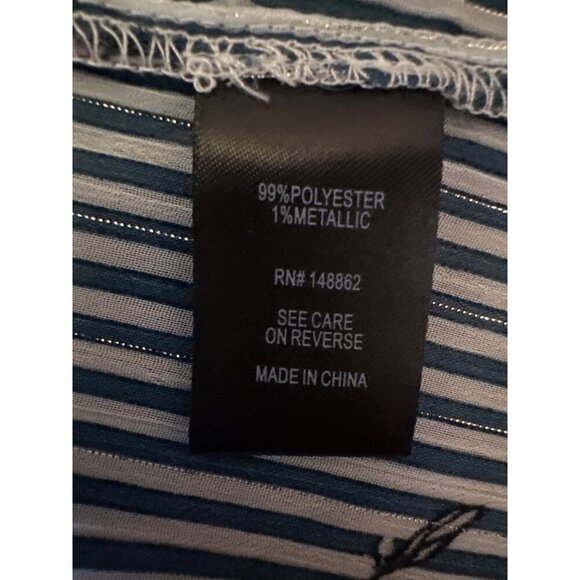 99%POLYESTER
1%METALLIC
RN# 148862
SEE CARE
ON REVERSE
MADE IN CHINA